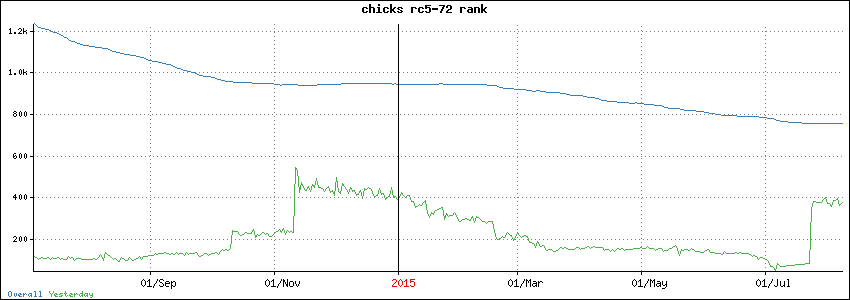 chicks rc5-72 rank
1.2k
1.0k
800
600
400
200
01/Sep 01/Nov 2015 01/Mar 01/May 01/Jul
Overall Yesterday